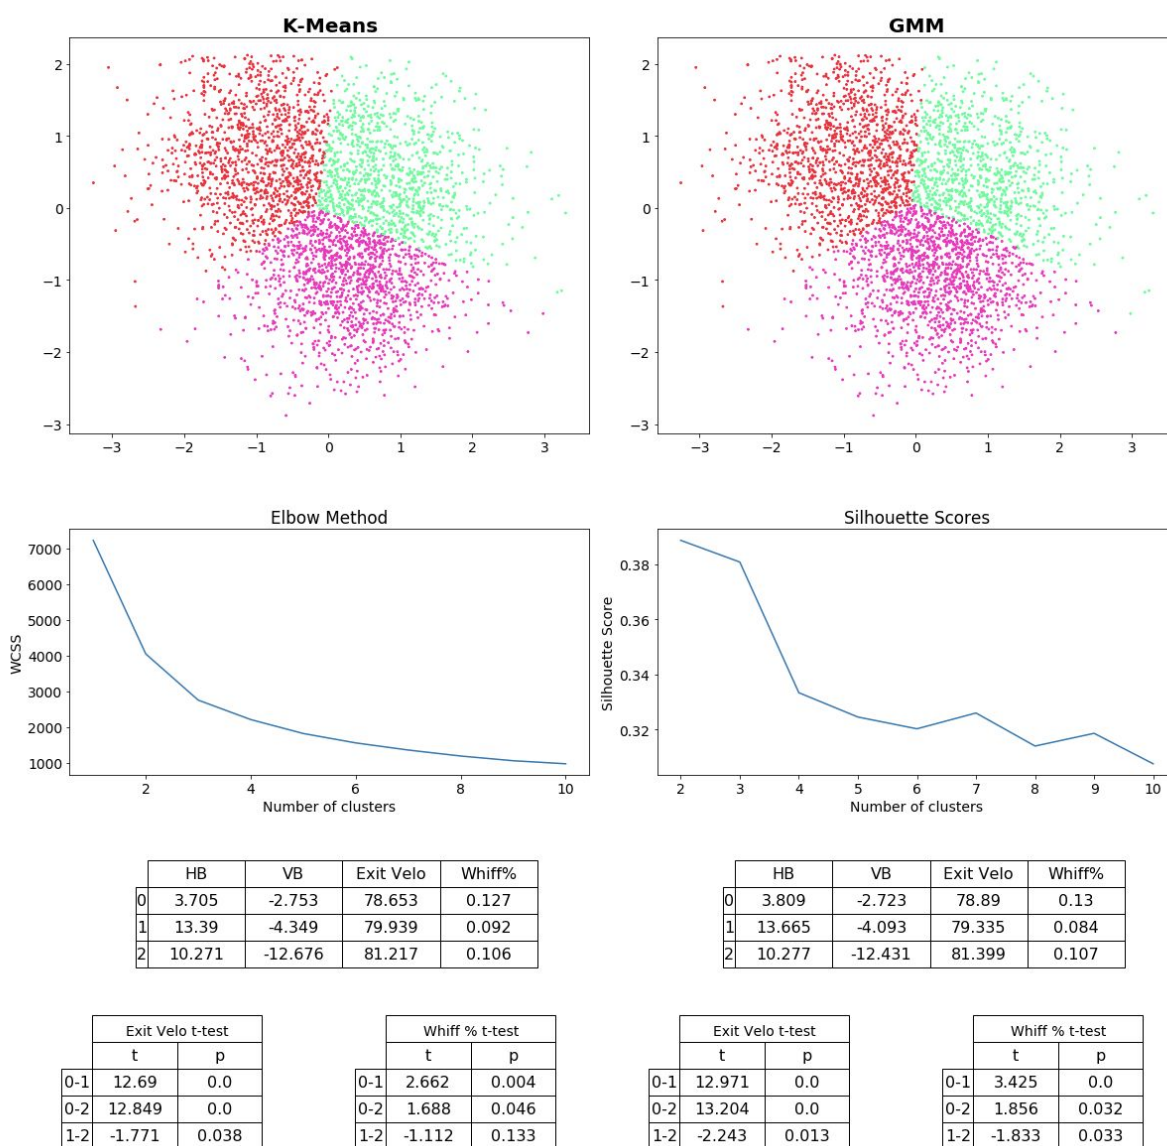 K-Means GMM
2 2
1 1
0 0
−1 −1
−2 −2
−3 −3
−3 −2 −1 0 1 2 3 −3 −2 −1 0 1 2 3
Elbow Method Silhouette Scores
7000
6000
5000
4000
3000
2000
1000
WCSS
2 4 6 8 10
Number of clusters
0.38
0.36
0.34
0.32
Silhouette Score
2 3 4 5 6 7 8 9 10
Number of clusters
HB VB Exit Velo Whiff%
0 3.705 -2.753 78.653 0.127
1 13.39 -4.349 79.939 0.092
2 10.271 -12.676 81.217 0.106
HB VB Exit Velo Whiff%
0 3.809 -2.723 78.89 0.13
1 13.665 -4.093 79.335 0.084
2 10.277 -12.431 81.399 0.107
Exit Velo t-test
t p
0-1 12.69 0.0
0-2 12.849 0.0
1-2 -1.771 0.038
Whiff % t-test
t p
0-1 2.662 0.004
0-2 1.688 0.046
1-2 -1.112 0.133
Exit Velo t-test
t p
0-1 12.971 0.0
0-2 13.204 0.0
1-2 -2.243 0.013
Whiff % t-test
t p
0-1 3.425 0.0
0-2 1.856 0.032
1-2 -1.833 0.033